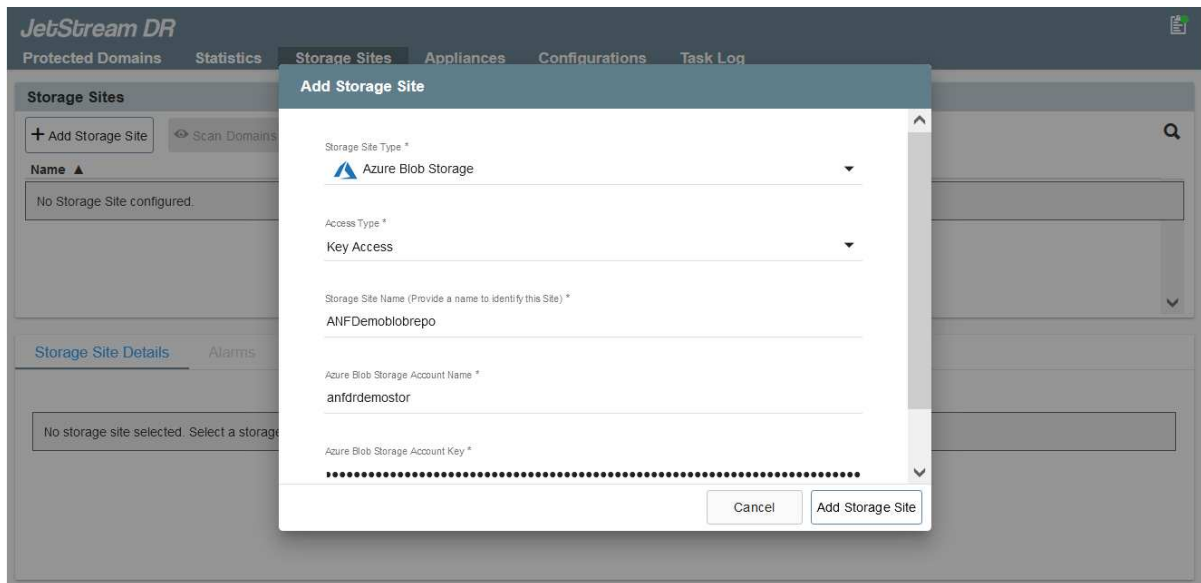 JetStream DR
Protected Domains Statistics Storage Sites Appliances Configurations Task Log
Storage Sites
+ Add Storage Site Scan Domains
Name ▲
No Storage Site configured.
Storage Site Details Alarms
No storage site selected. Select a storage
Add Storage Site
Storage Site Type *
Azure Blob Storage
Access Type *
Key Access
Storage Site Name (Provide a name to identify this Site) *
ANFDemoblobrepo
Azure Blob Storage Account Name *
anfdrdemostor
Azure Blob Storage Account Key *
Cancel Add Storage Site